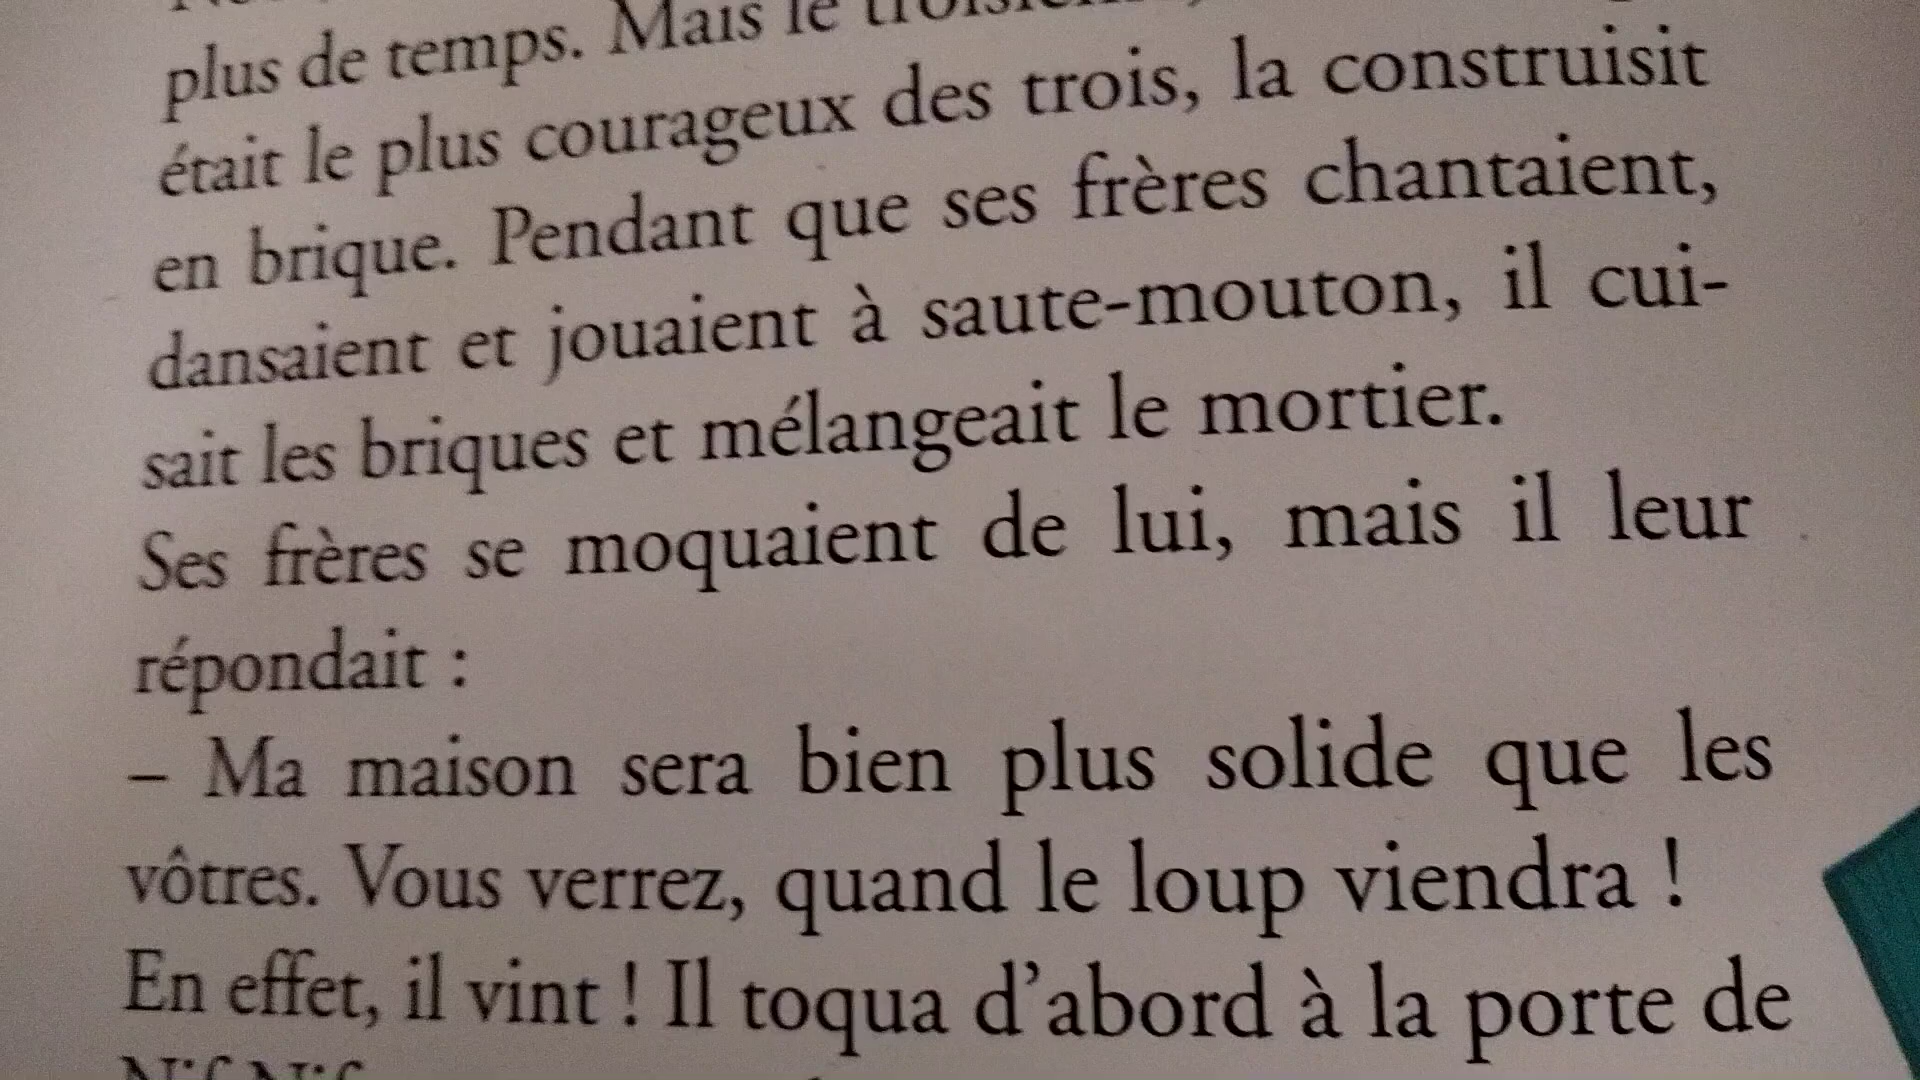 plus de temps. Mais le
était le plus courageux des trois, la construisit
en brique. Pendant que ses frères chantaient,
dansaient et jouaient à saute-mouton, il cui-
sait les briques et mélangeait le mortier.
Ses frères se moquaient de lui, mais il leur
répondait :
– Ma maison sera bien plus solide que les
vôtres. Vous verrez, quand le loup viendra !
En effet, il vint ! Il toqua d’abord à la porte de